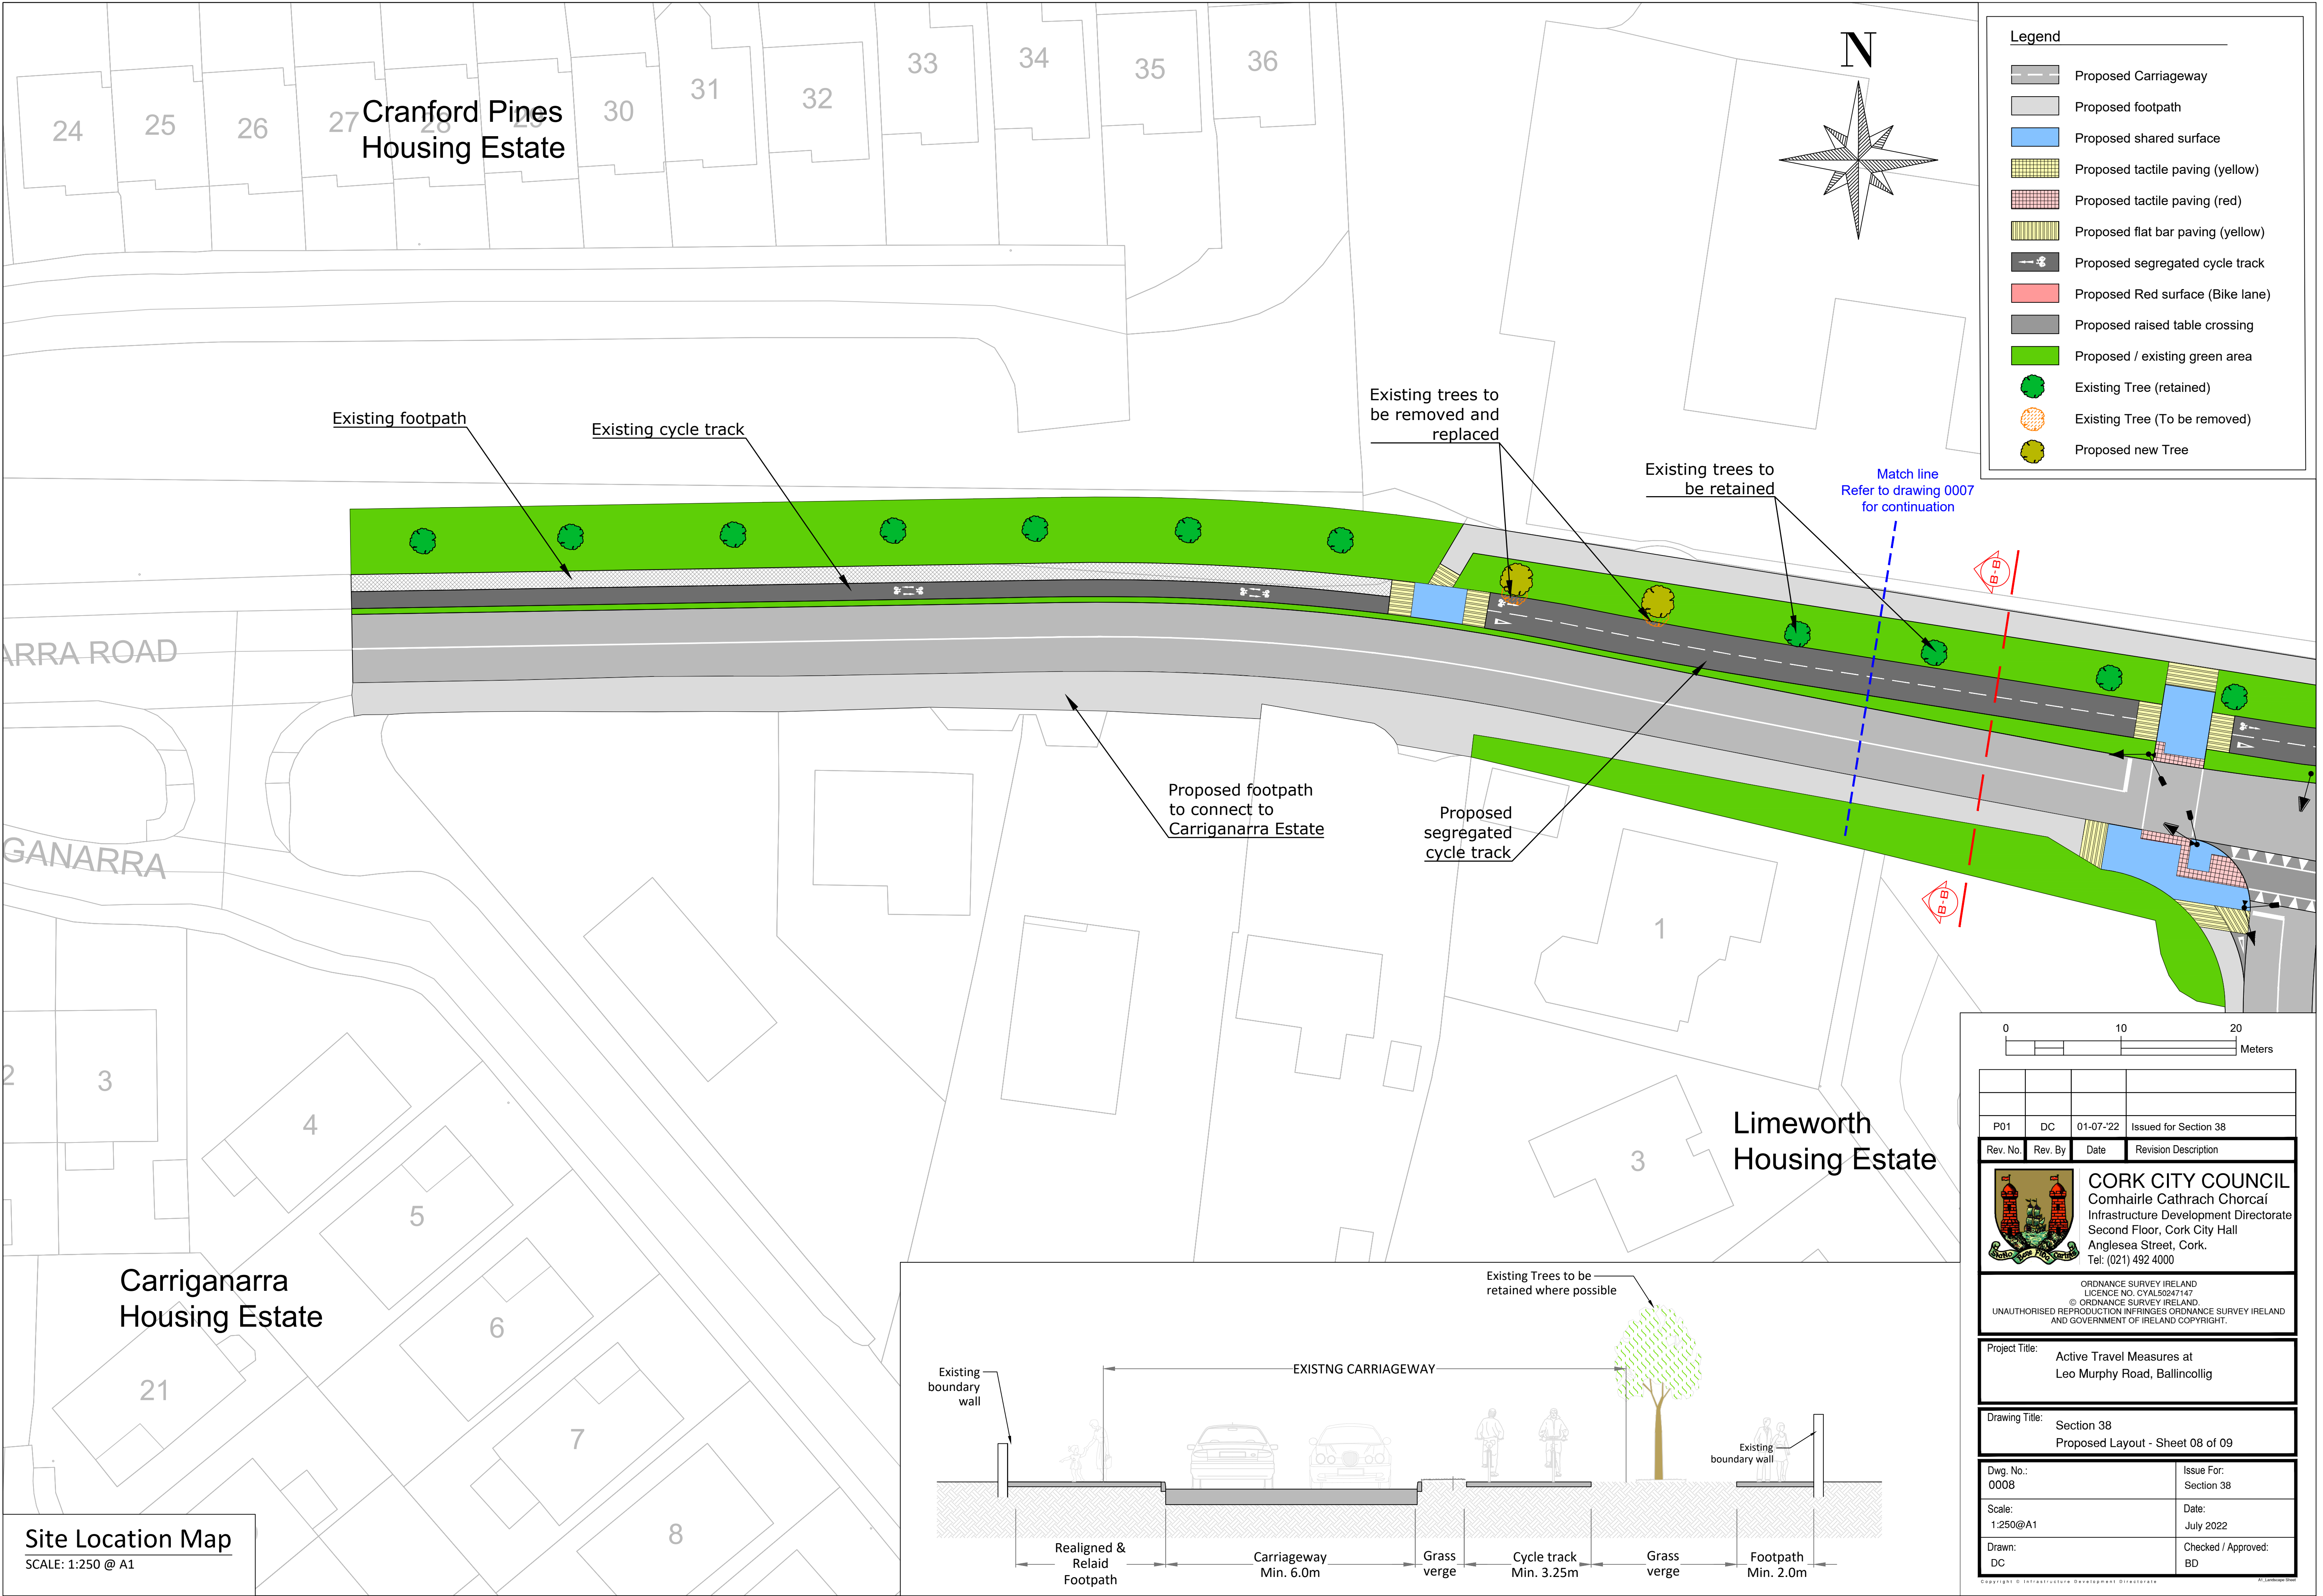 24
25
26
27
28
29
30
31
32
33
34
35
36
Cranford Pines
Housing Estate
N
Legend
Proposed Carriageway
Proposed footpath
Proposed shared surface
Proposed tactile paving (yellow)
Proposed tactile paving (red)
Proposed flat bar paving (yellow)
Proposed segregated cycle track
Proposed Red surface (Bike lane)
Proposed raised table crossing
Proposed / existing green area
Existing Tree (retained)
Existing Tree (To be removed)
Proposed new Tree
Existing footpath
Existing cycle track
Existing trees to
be removed and
replaced
Existing trees to
be retained
Match line
Refer to drawing 0007
for continuation
B-B
ARRA ROAD
GANARRA
Proposed footpath
to connect to
Carriganarra Estate
Proposed
segregated
cycle track
B-B
1
3
Limeworth
Housing Estate
2
3
4
5
6
7
8
21
Carriganarra
Housing Estate
Site Location Map
SCALE: 1:250 @ A1
Existing Trees to be
retained where possible
EXISTNG CARRIAGEWAY
Existing
boundary
wall
Existing
boundary wall
Realigned &
Relaid
Footpath
Carriageway
Min. 6.0m
Grass
verge
Cycle track
Min. 3.25m
Grass
verge
Footpath
Min. 2.0m
0 10 20
Meters
P01 DC 01-07-'22 Issued for Section 38
Rev. No. Rev. By Date Revision Description
CORK CITY COUNCIL
Comhairle Cathrach Chorcaí
Infrastructure Development Directorate
Second Floor, Cork City Hall
Anglesea Street, Cork.
Tel: (021) 492 4000
ORDNANCE SURVEY IRELAND
LICENCE NO. CYAL50247147
© ORDNANCE SURVEY IRELAND.
UNAUTHORISED REPRODUCTION INFRINGES ORDNANCE SURVEY IRELAND
AND GOVERNMENT OF IRELAND COPYRIGHT.
Project Title:
Active Travel Measures at
Leo Murphy Road, Ballincollig
Drawing Title:
Section 38
Proposed Layout - Sheet 08 of 09
Dwg. No.:
0008
Issue For:
Section 38
Scale:
1:250@A1
Date:
July 2022
Drawn:
DC
Checked / Approved:
BD
Copyright © Infrastructure Development Directorate
A1_Landscape Sheet